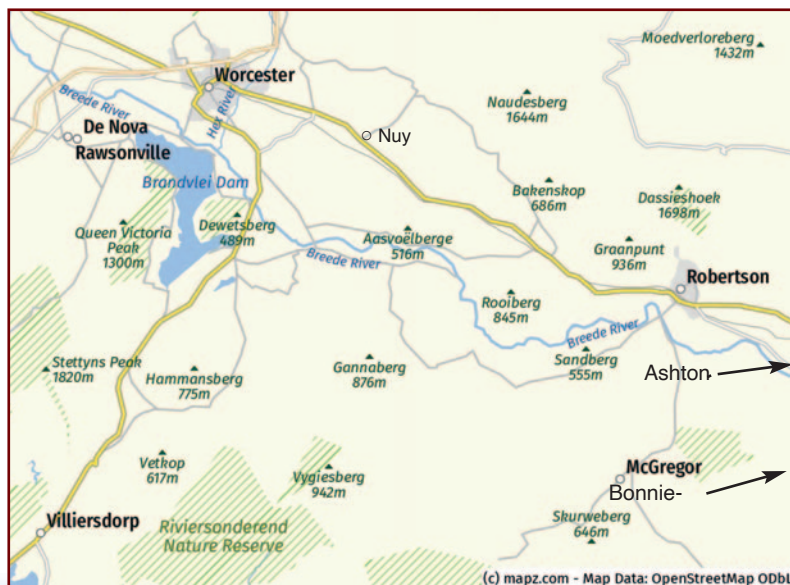 Moedverloreberg
1432m
Worcester
Breede River
Hex River
Naudesberg
1644m
De Nova
Rawsonville
Nuy
Brandvlei Dam
Bakenskop
686m
Dassieshoek
1698m
Queen Victoria
Peak
1300m
Dewetsberg
489m
Aasvoëlberge
516m
Graanpunt
936m
Breede River
Robertson
Rooiberg
845m
Breede River
Stettyns Peak
1820m
Hammansberg
775m
Gannaberg
876m
Sandberg
555m
Ashton
Vetkop
617m
Vygiesberg
942m
McGregor
Bonnie-
Villiersdorp
Riviersonderend
Nature Reserve
Skurweberg
646m
(c) mapz.com - Map Data: OpenStreetMap ODbL